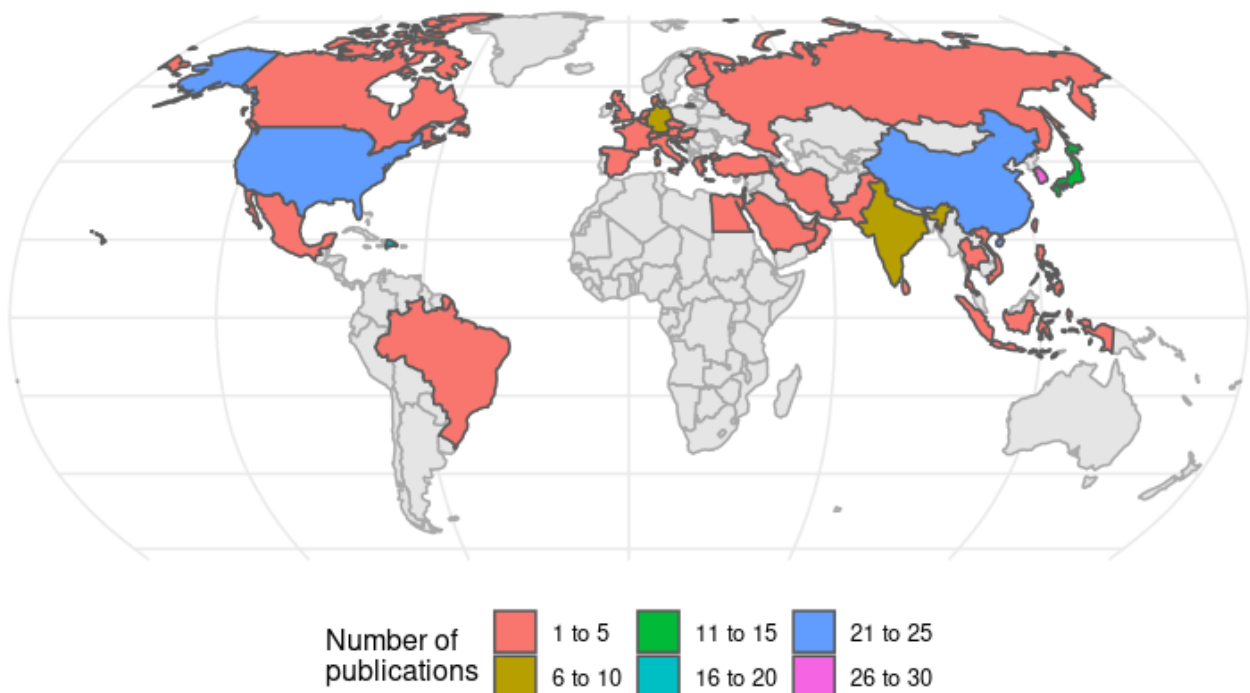 Number of
publications
1 to 5
11 to 15
21 to 25
6 to 10
16 to 20
26 to 30